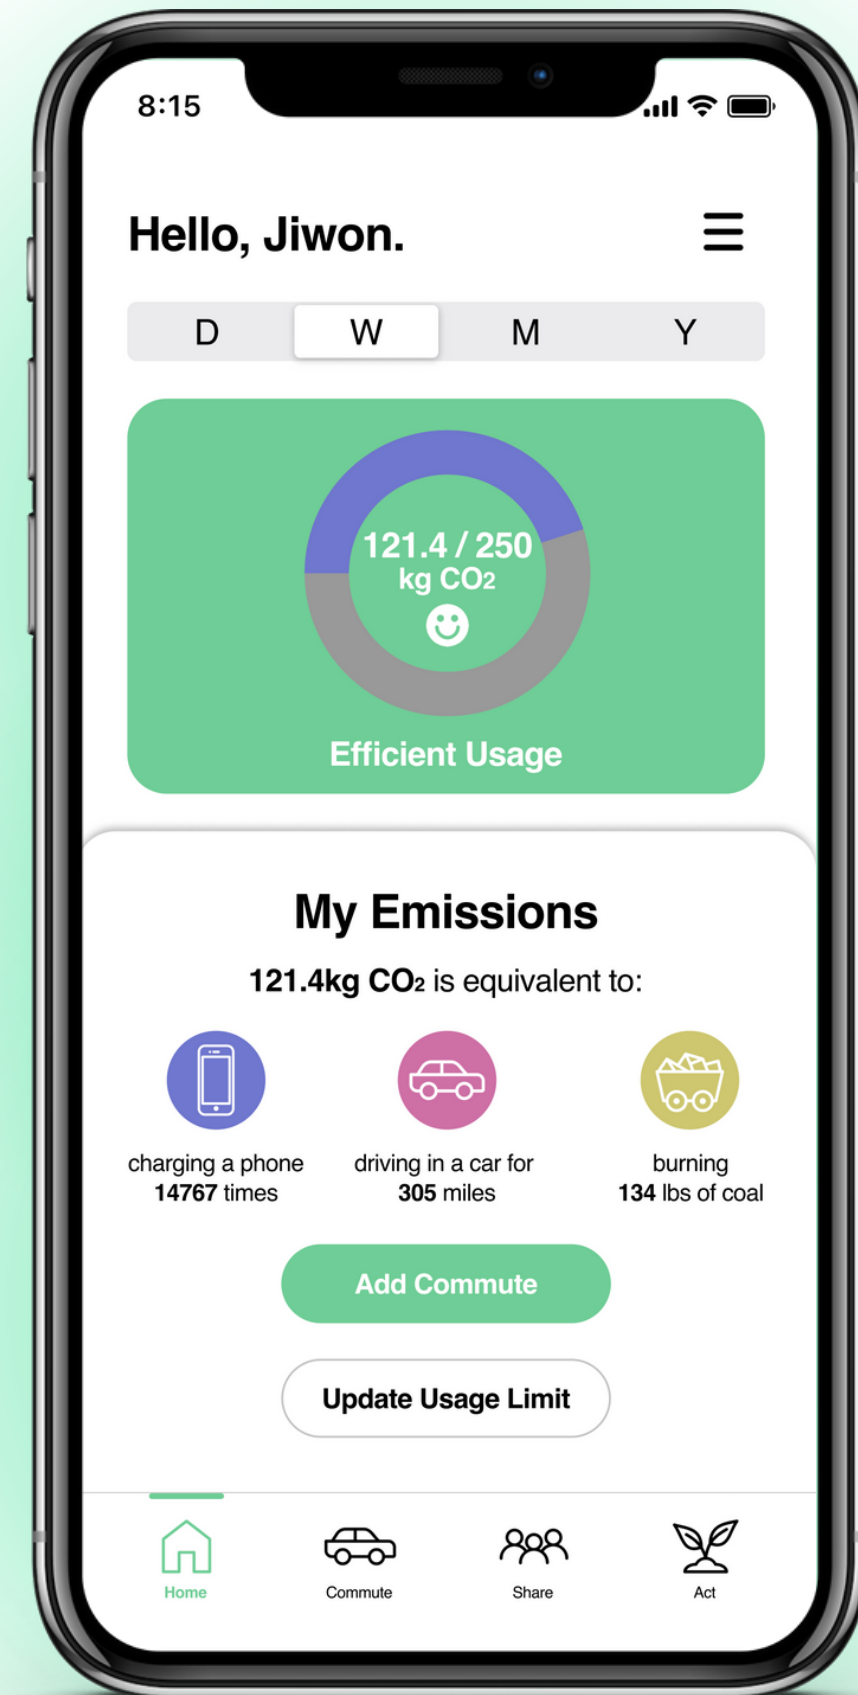 8:15
Hello, Jiwon.
D W M Y
121.4 / 250
kg CO2
Efficient Usage
My Emissions
121.4kg CO2 is equivalent to:
charging a phone
14767 times
driving in a car for
305 miles
burning
134 lbs of coal
Add Commute
Update Usage Limit
Home Commute Share Act